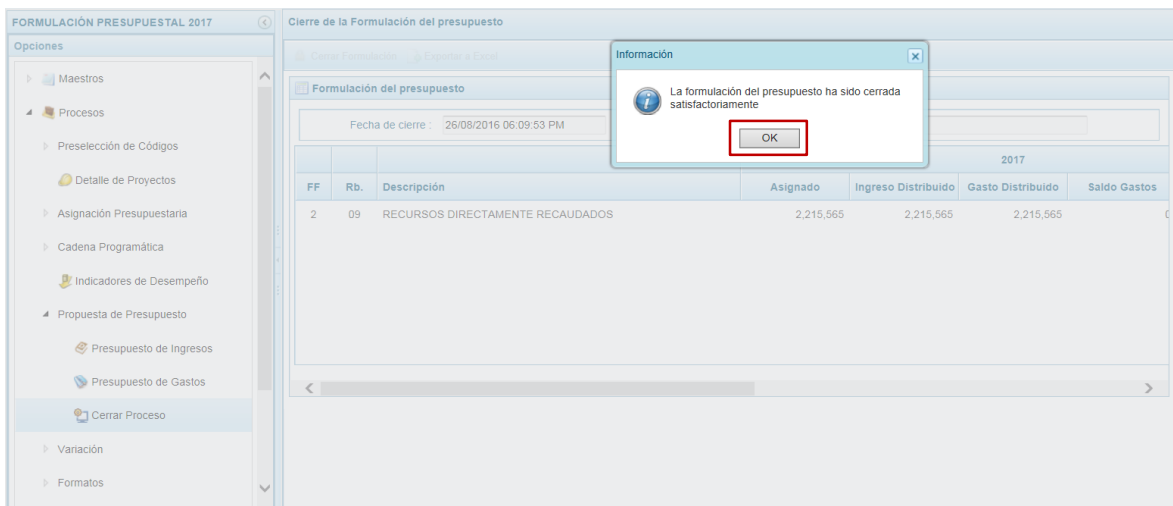 FORMULACIÓN PRESUPUESTAL 2017
Opciones
Maestros
Procesos
Preselección de Códigos
Detalle de Proyectos
Asignación Presupuestaria
Cadena Programática
Indicadores de Desempeño
Propuesta de Presupuesto
Presupuesto de Ingresos
Presupuesto de Gastos
Cerrar Proceso
Variación
Formatos
Cierre de la Formulación del presupuesto
Cerrar Formulación Exportar a Excel
Formulación del presupuesto
Fecha de cierre : 26/08/2016 06:09:53 PM
Información
La formulación del presupuesto ha sido cerrada
satisfactoriamente
OK
2017
FF Rb. Descripción Asignado Ingreso Distribuido Gasto Distribuido Saldo Gastos
2 09 RECURSOS DIRECTAMENTE RECAUDADOS 2,215,565 2,215,565 2,215,565